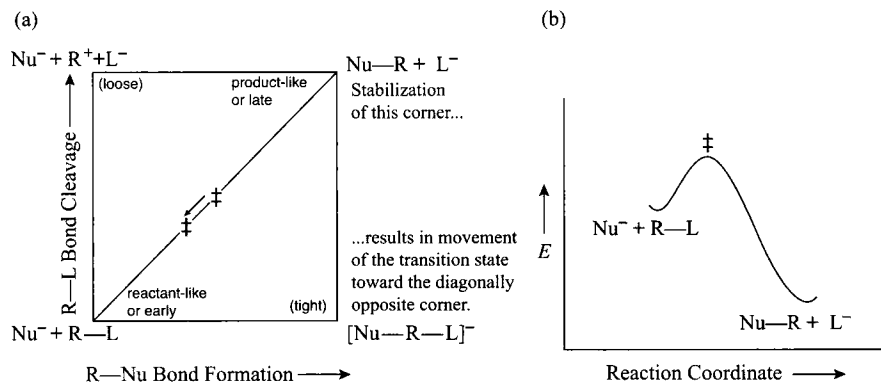 (a)
Nu⁻ + R⁺+L⁻
(loose)
product-like
or late
Nu—R + L⁻
Stabilization
of this corner...
R—L Bond Cleavage ⟶
‡
‡
...results in movement
of the transition state
toward the diagonally
opposite corner.
reactant-like
or early
(tight)
Nu⁻ + R—L
[Nu—R—L]⁻
R—Nu Bond Formation ⟶
(b)
‡
Nu⁻ + R—L
E
Nu—R + L⁻
Reaction Coordinate ⟶